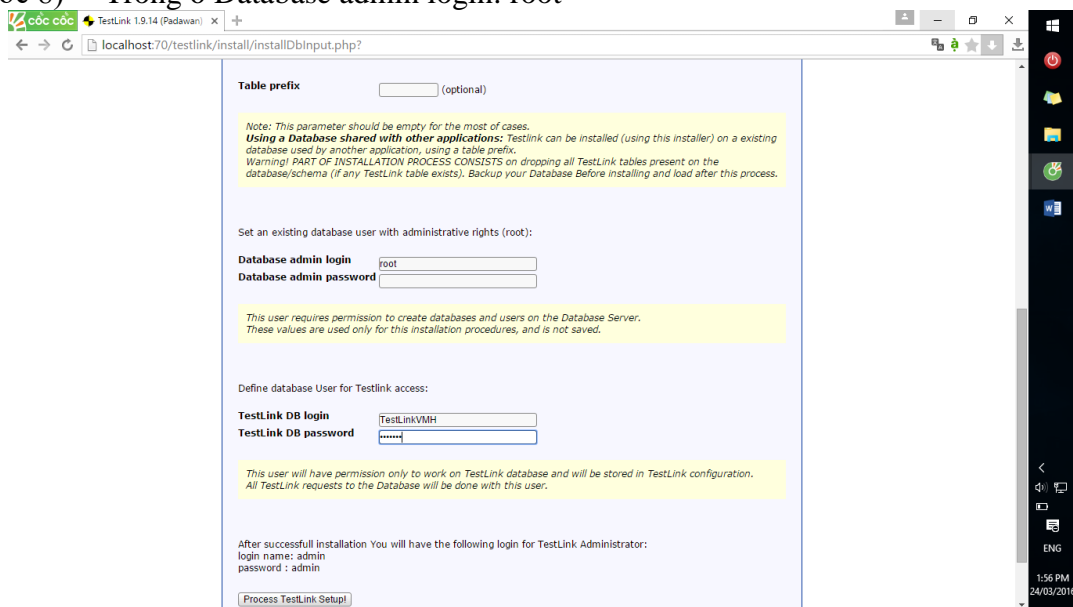 Trong ô Database admin login: root
cốc cốc TestLink 1.9.14 (Padawan)
localhost:70/testlink/install/installDbInput.php?
Table prefix (optional)
Note: This parameter should be empty for the most of cases.
Using a Database shared with other applications: Testlink can be installed (using this installer) on a existing
database used by another application, using a table prefix.
Warning! PART OF INSTALLATION PROCESS CONSISTS on dropping all TestLink tables present on the
database/schema (if any TestLink table exists). Backup your Database Before installing and load after this process.
Set an existing database user with administrative rights (root):
Database admin login root
Database admin password
This user requires permission to create databases and users on the Database Server.
These values are used only for this installation procedures, and is not saved.
Define database User for Testlink access:
TestLink DB login TestLinkVMH
TestLink DB password •••••••
This user will have permission only to work on TestLink database and will be stored in TestLink configuration.
All TestLink requests to the Database will be done with this user.
After successfull installation You will have the following login for TestLink Administrator:
login name: admin
password : admin
Process TestLink Setup!
ENG
1:56 PM
24/03/2016